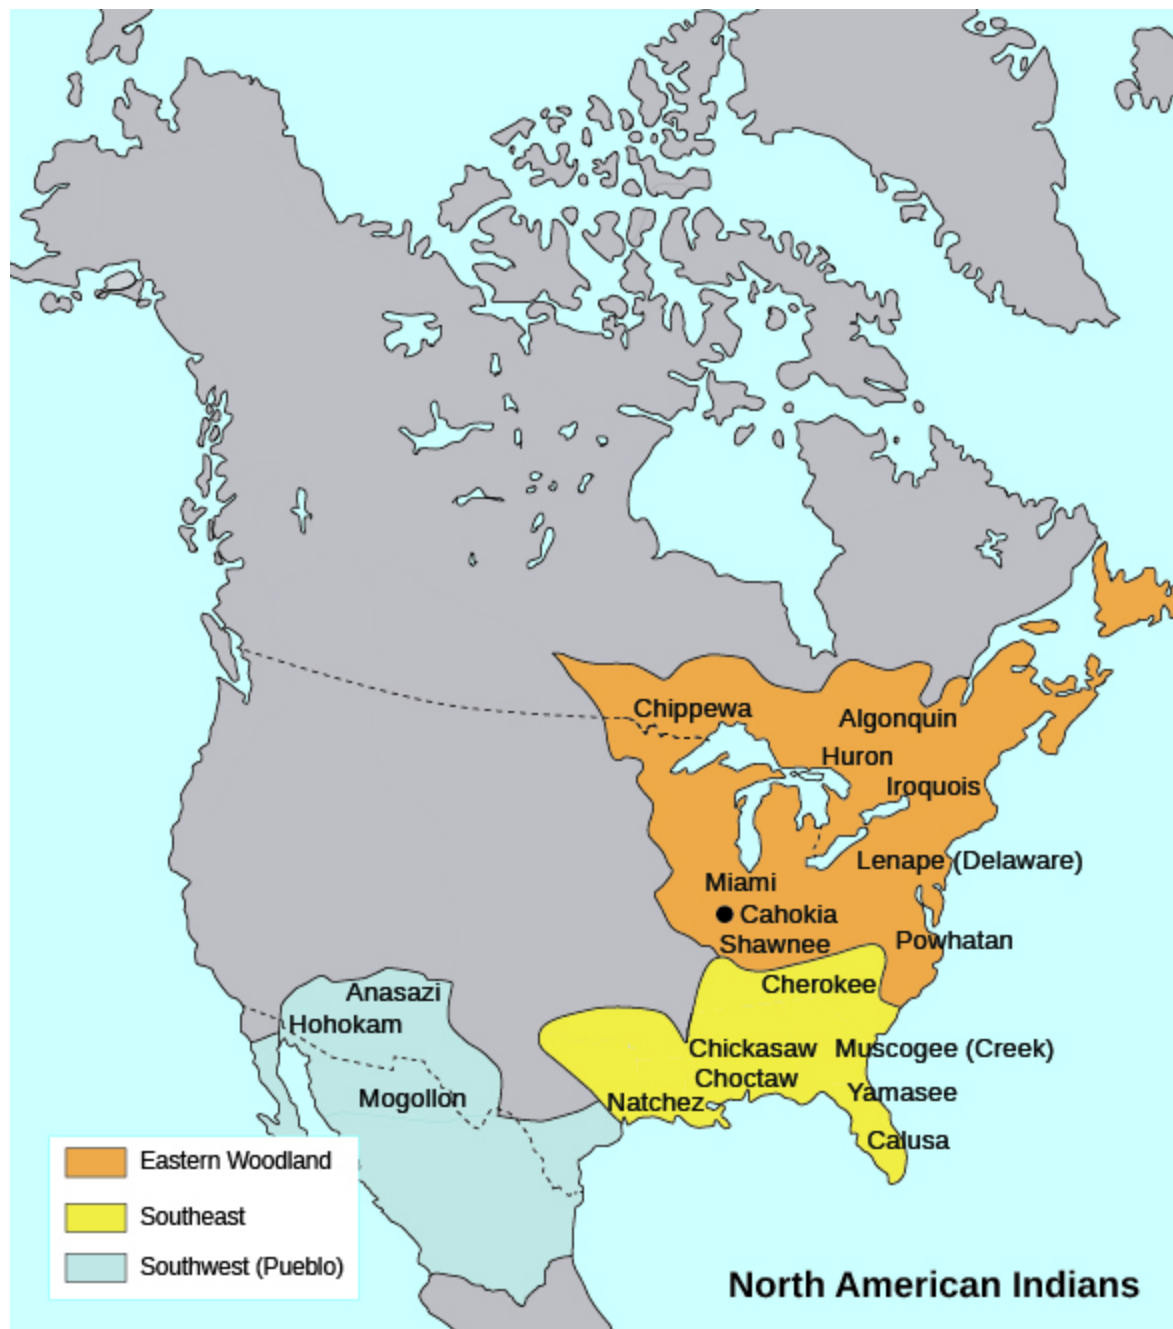 Chippewa
Algonquin
Huron
Iroquois
Lenape (Delaware)
Miami
Cahokia
Shawnee
Powhatan
Cherokee
Anasazi
Hohokam
Chickasaw
Muscogee (Creek)
Choctaw
Yamasee
Mogollon
Natchez
Calusa
Eastern Woodland
Southeast
Southwest (Pueblo)
North American Indians